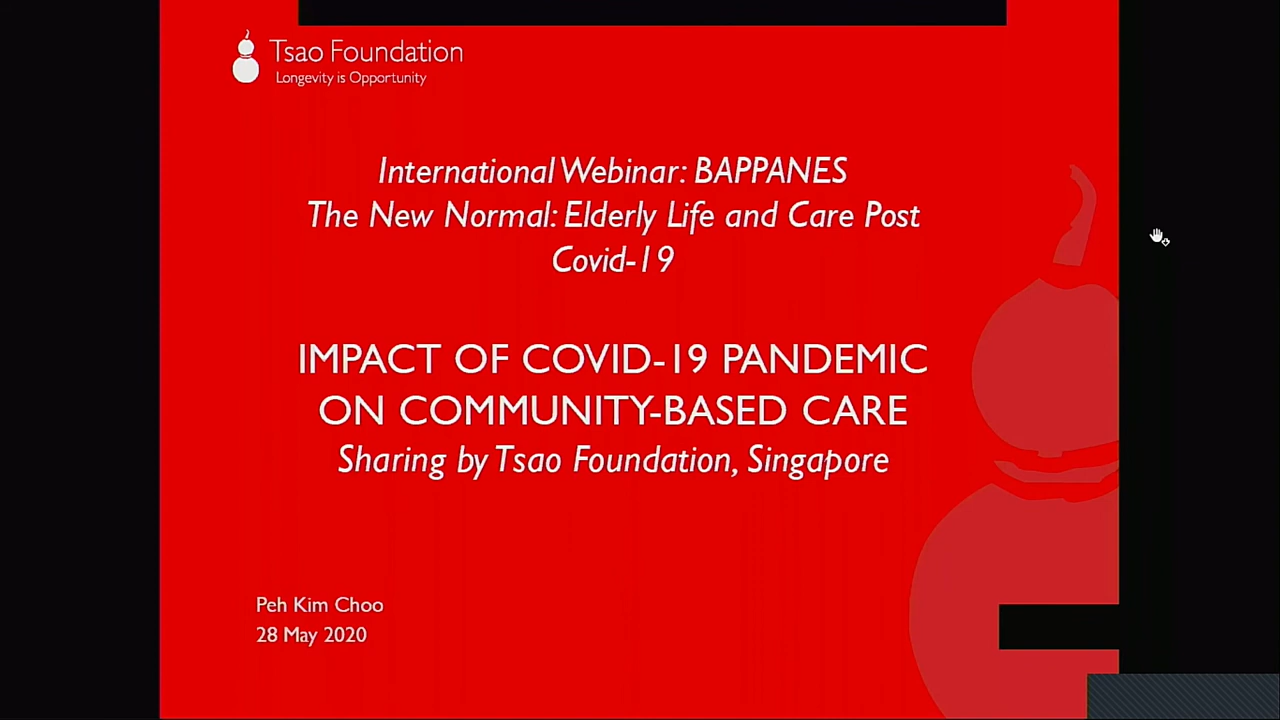 Tsao Foundation
Longevity is Opportunity
International Webinar: BAPPANES
The New Normal: Elderly Life and Care Post
Covid-19
IMPACT OF COVID-19 PANDEMIC
ON COMMUNITY-BASED CARE
Sharing by Tsao Foundation, Singapore
Peh Kim Choo
28 May 2020